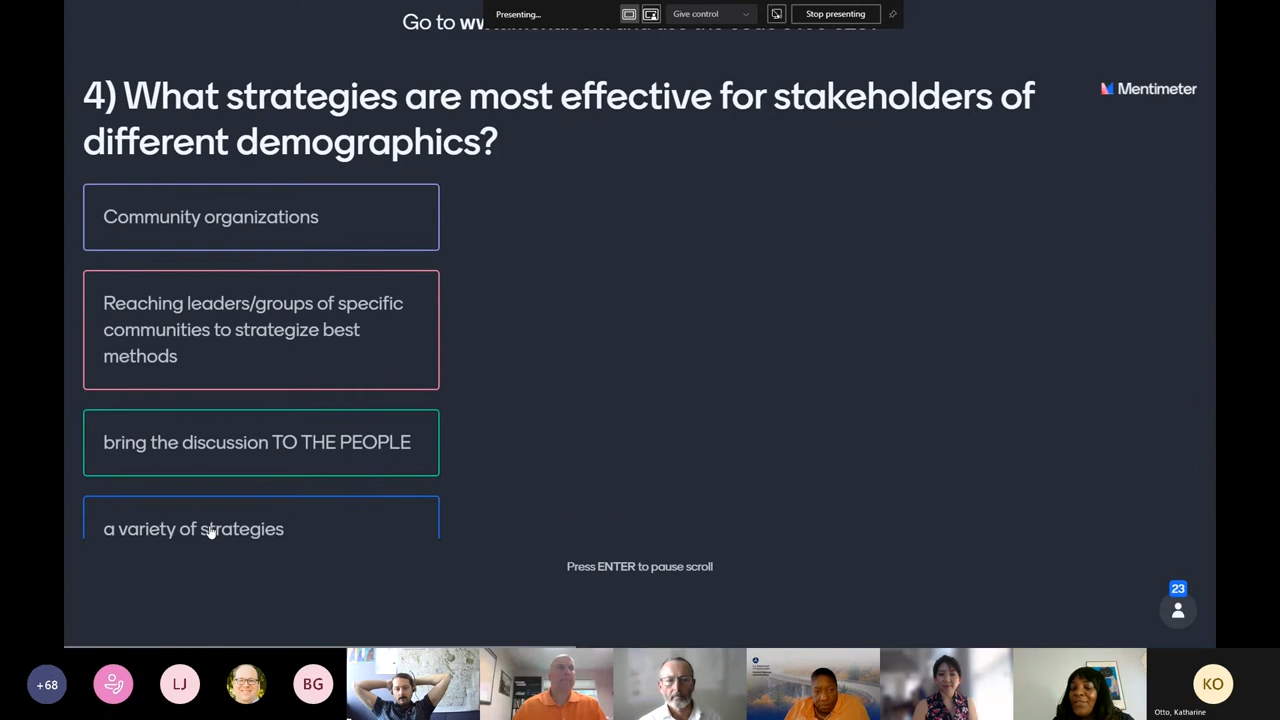 Go to
Presenting...
Give control
Stop presenting
4) What strategies are most effective for stakeholders of
different demographics?
Mentimeter
Community organizations
Reaching leaders/groups of specific
communities to strategize best
methods
bring the discussion TO THE PEOPLE
a variety of strategies
Press ENTER to pause scroll
23
+68
LJ
BG
KO
Otto, Katharine